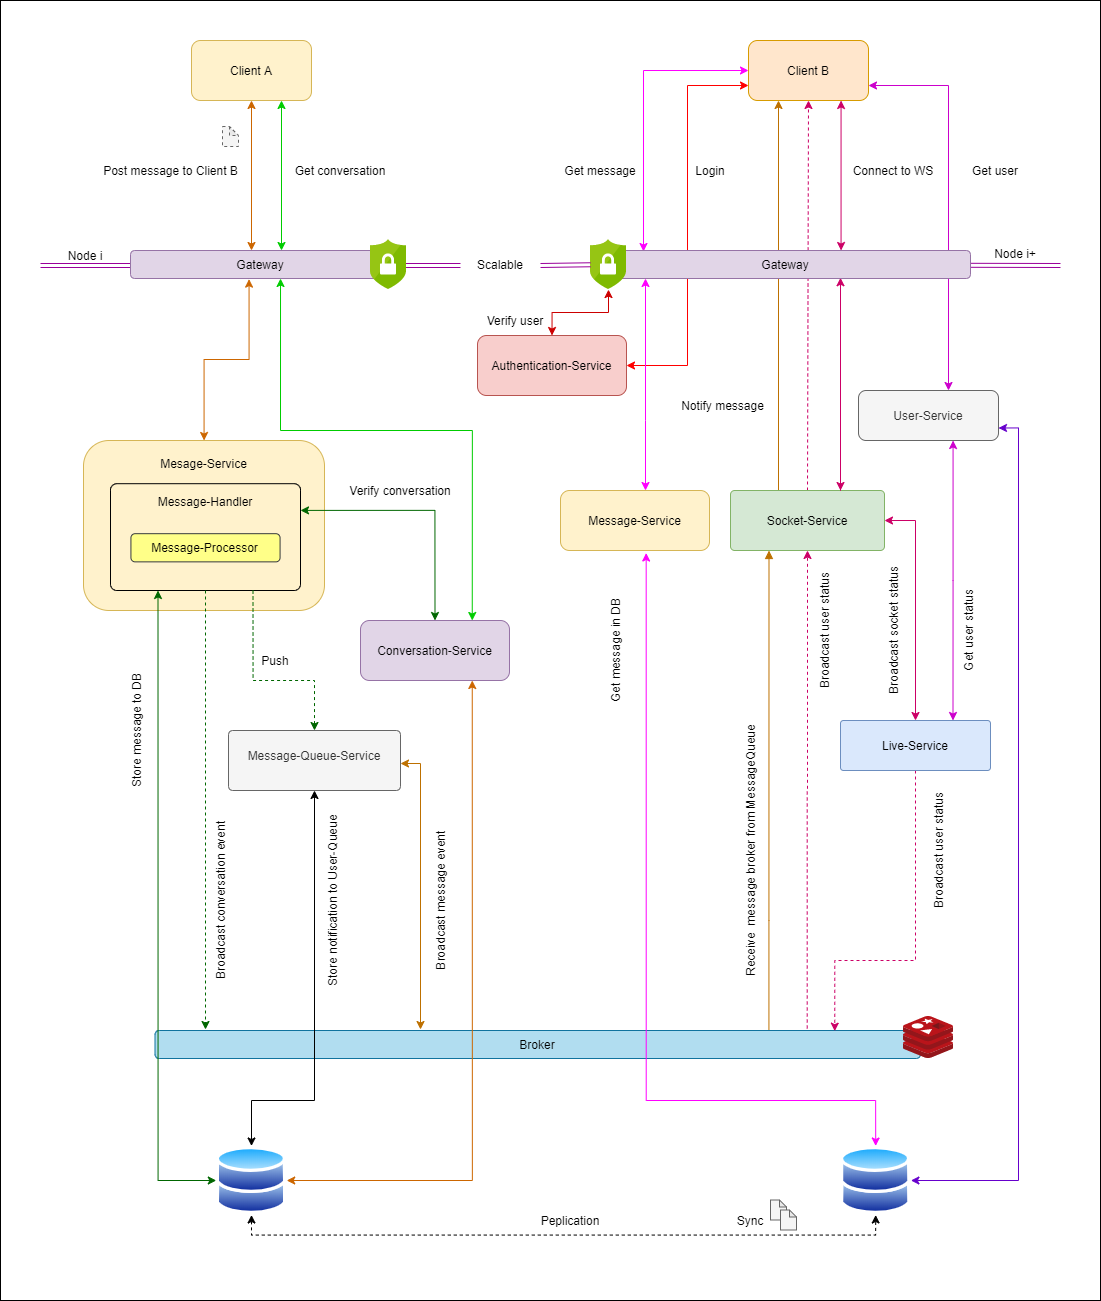 Client A
Client B
Post message to Client B
Get conversation
Get message
Login
Connect to WS
Get user
Node i
Gateway
Scalable
Gateway
Node i+
Verify user
Authentication-Service
Notify message
User-Service
Mesage-Service
Message-Handler
Message-Processor
Verify conversation
Message-Service
Socket-Service
Broadcast user status
Broadcast socket status
Get user status
Get message in DB
Conversation-Service
Push
Store message to DB
Message-Queue-Service
Live-Service
Broadcast conversation event
Store notification to User-Queue
Broadcast message event
Receive message broker from MessageQueue
Broadcast user status
Broker
Peplication
Sync